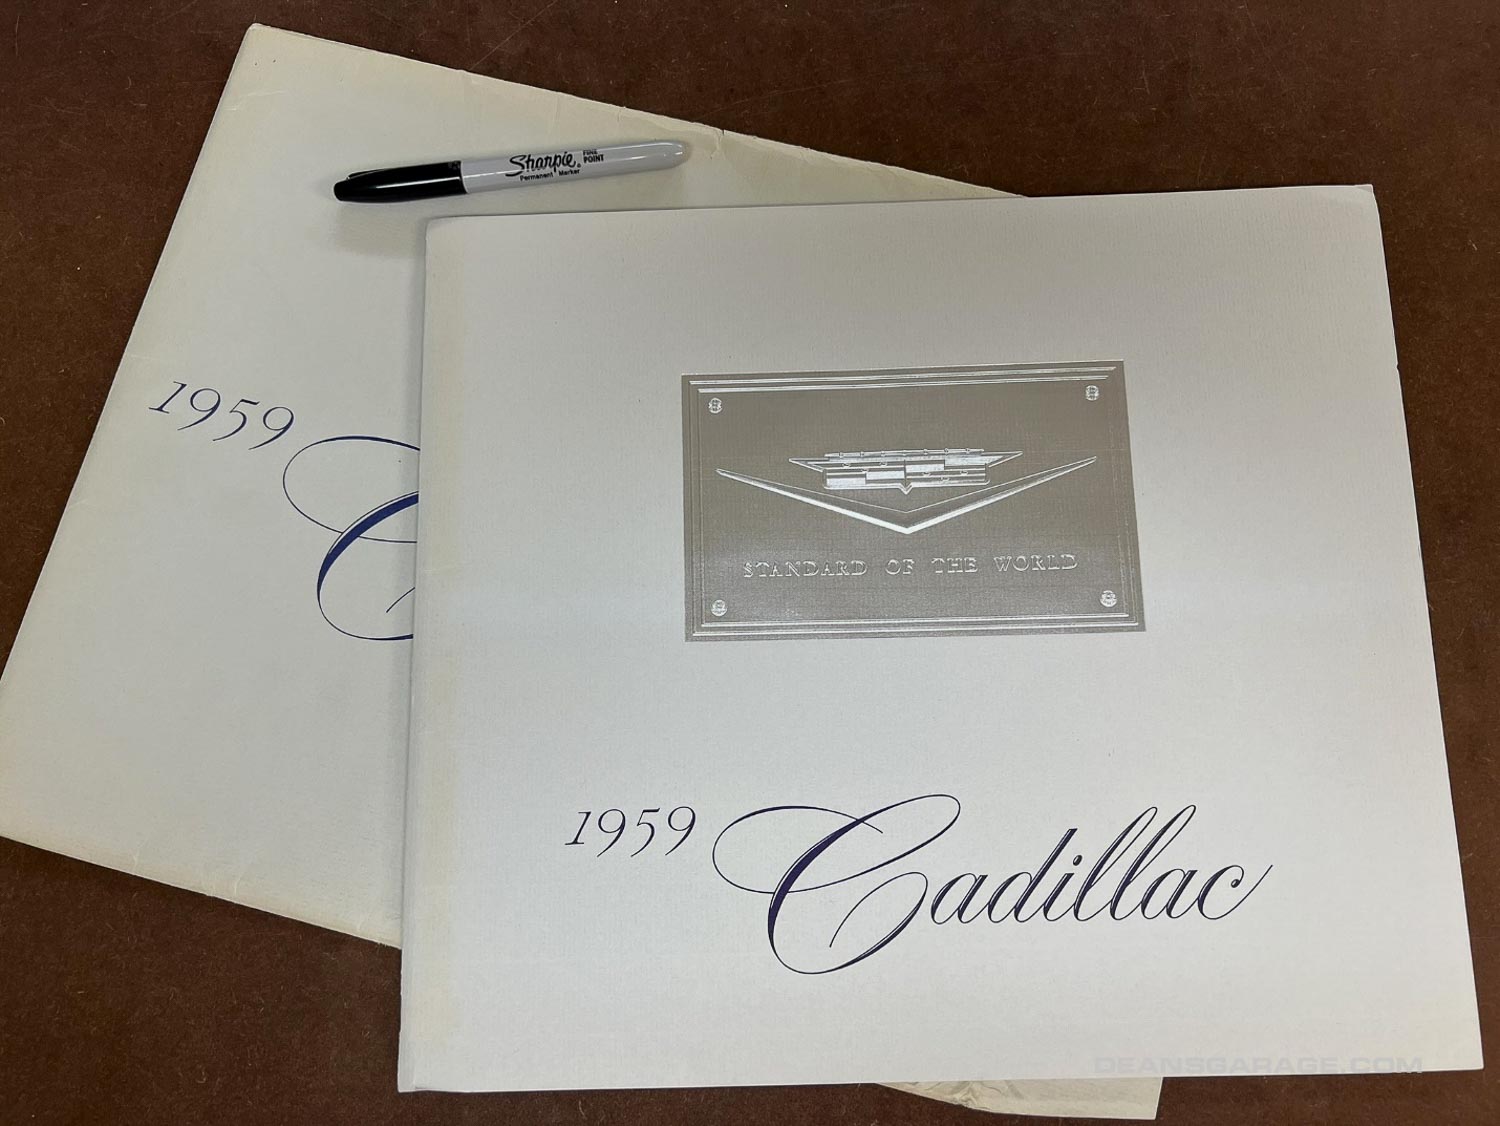 Sharpie® FINE POINT
Permanent Marker
1959
C
STANDARD OF THE WORLD
1959 Cadillac
DEANSGARAGE.COM